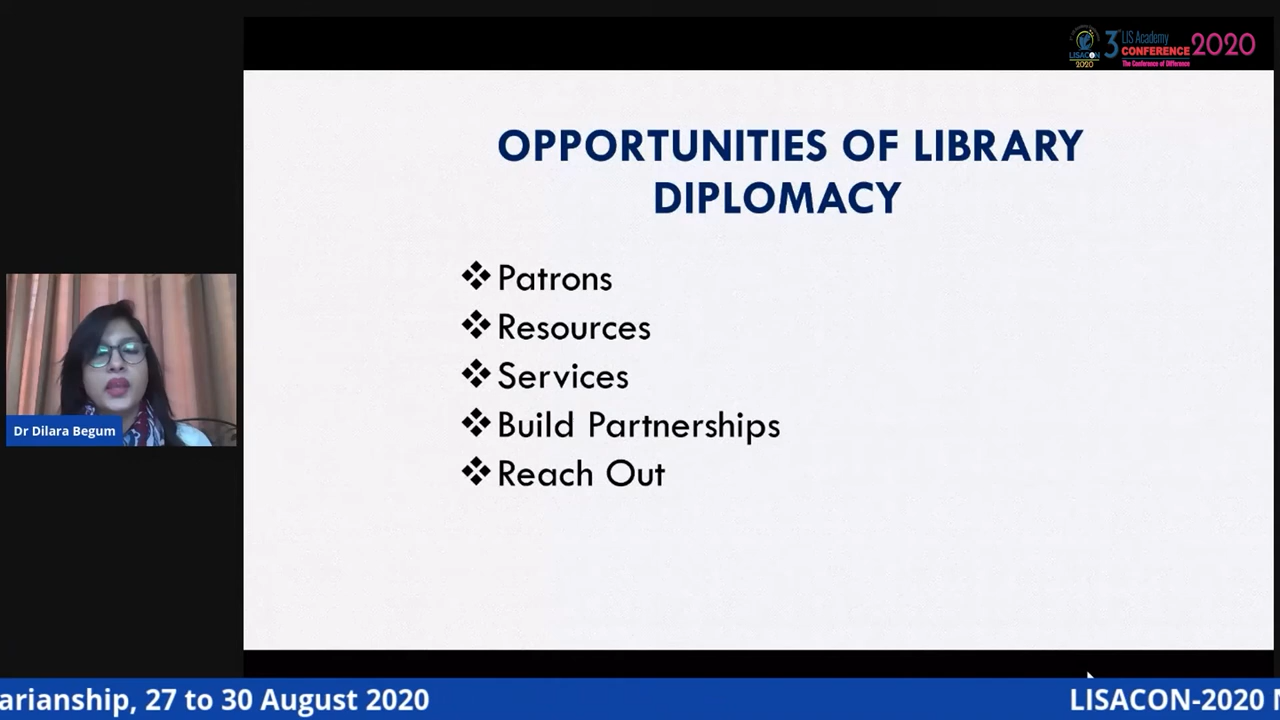 LISACON
2020
3rd LIS Academy
CONFERENCE 2020
The Conference of Difference
OPPORTUNITIES OF LIBRARY
DIPLOMACY
❖ Patrons
❖ Resources
❖ Services
❖ Build Partnerships
❖ Reach Out
Dr Dilara Begum
arianship, 27 to 30 August 2020
LISACON-2020 N